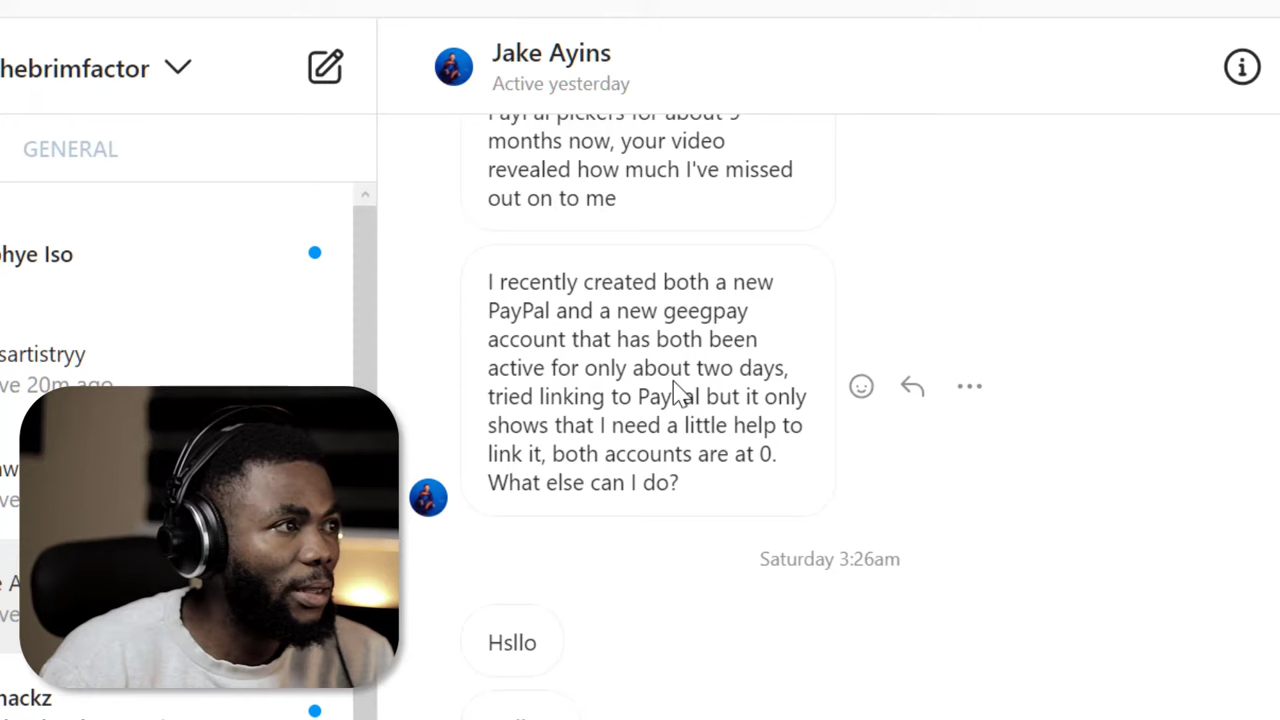 hebrimfactor
Jake Ayins
Active yesterday
GENERAL
PayPal pickers for about 9
months now, your video
revealed how much I've missed
out on to me
phye Iso
I recently created both a new
PayPal and a new geegpay
account that has both been
active for only about two days,
tried linking to PayPal but it only
shows that I need a little help to
link it, both accounts are at 0.
What else can I do?
sartistryy
ve 20m ago
Saturday 3:26am
Hsllo
nackz